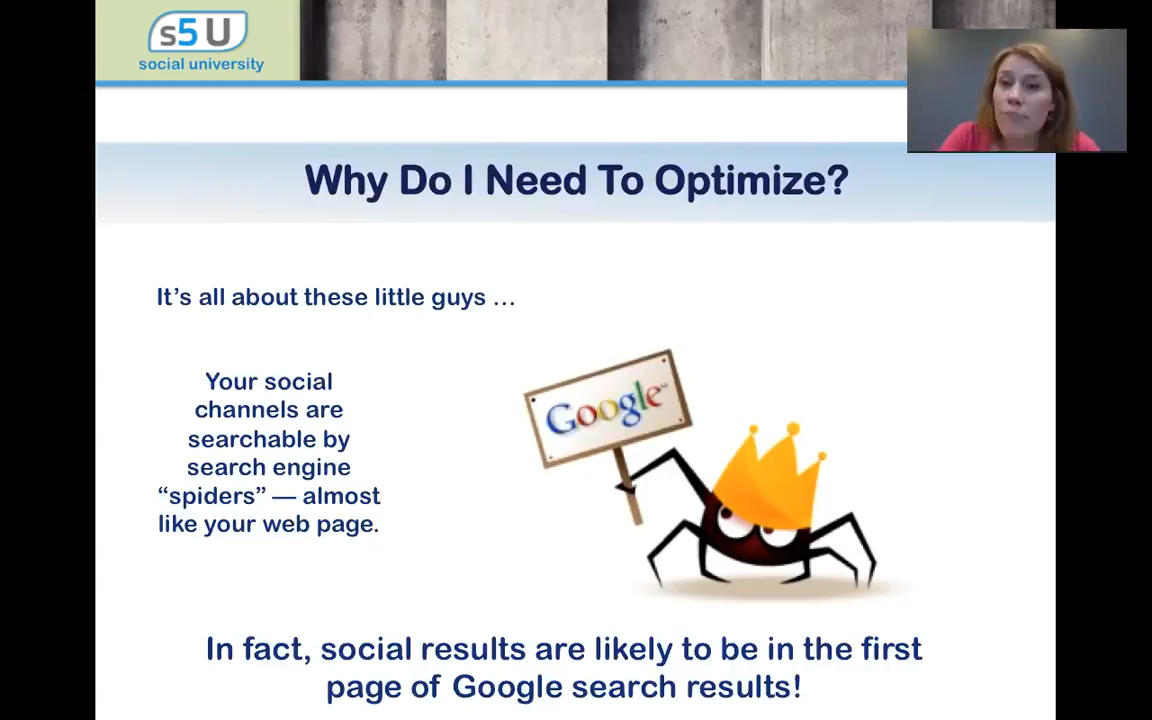 s5U
social university
Why Do I Need To Optimize?
It's all about these little guys ...
Your social
channels are
searchable by
search engine
“spiders” — almost
like your web page.
Google™
In fact, social results are likely to be in the first
page of Google search results!